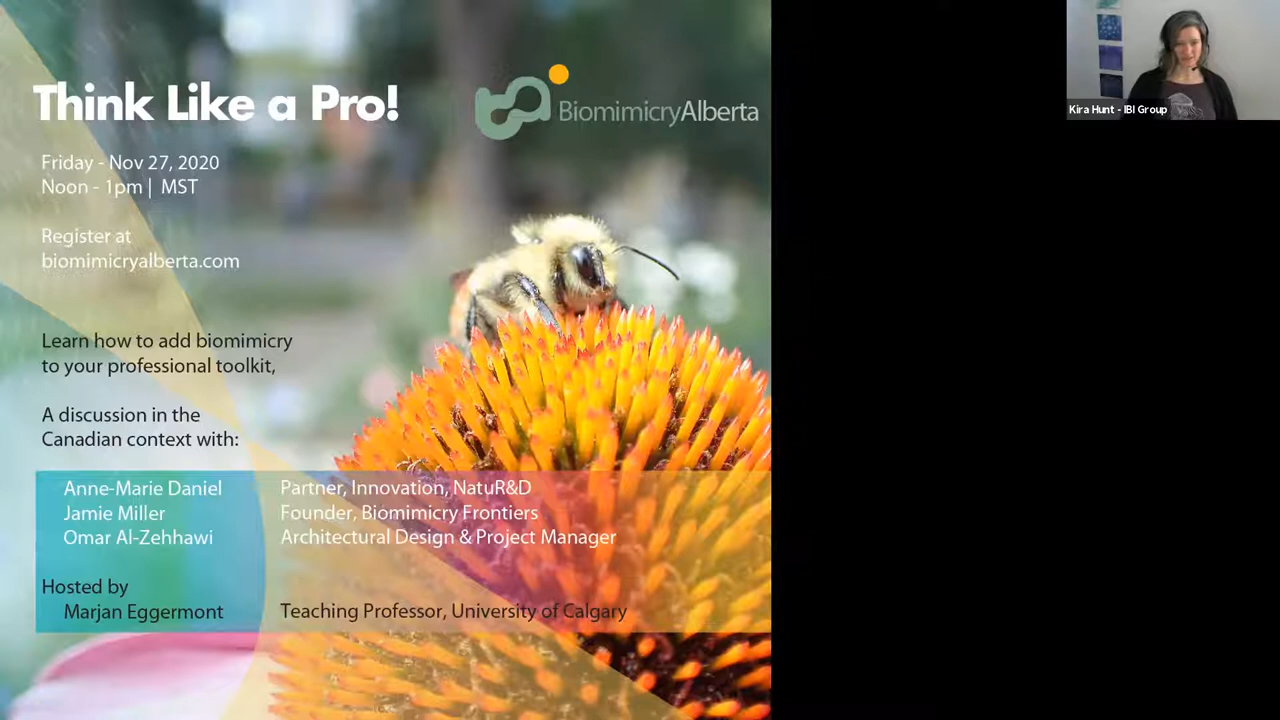 Think Like a Pro!
BiomimicryAlberta
Friday - Nov 27, 2020
Noon - 1pm | MST
Register at
biomimicryalberta.com
Learn how to add biomimicry
to your professional toolkit,
A discussion in the
Canadian context with:
Anne-Marie Daniel Partner, Innovation, NatuR&D
Jamie Miller Founder, Biomimicry Frontiers
Omar Al-Zehhawi Architectural Design & Project Manager
Hosted by
Marjan Eggermont Teaching Professor, University of Calgary
Kira Hunt - IBI Group